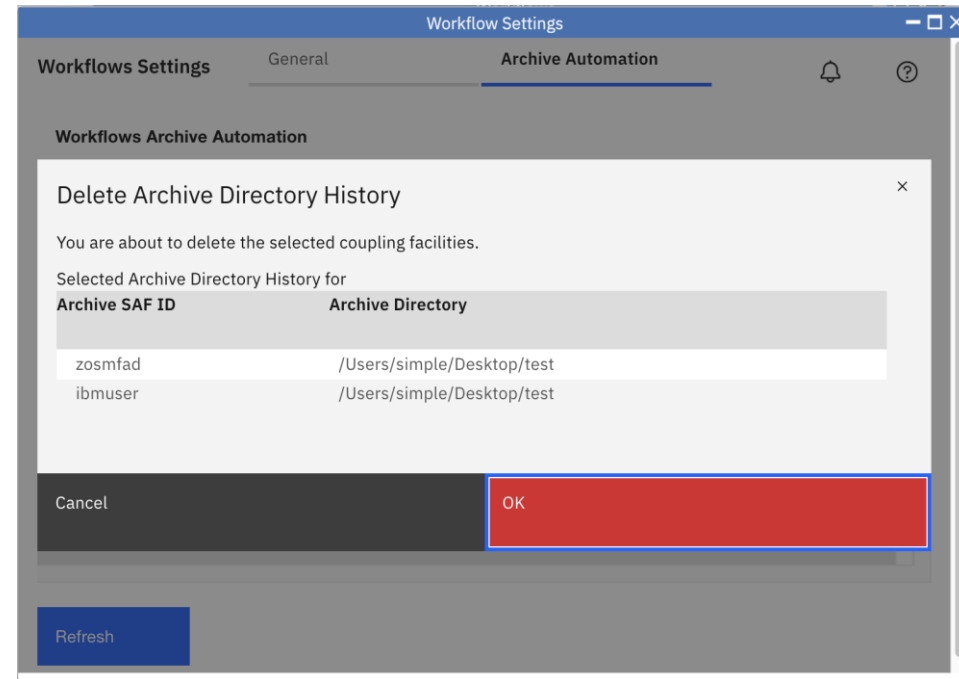 Workflow Settings
Workflows Settings General Archive Automation
Workflows Archive Automation
Delete Archive Directory History
You are about to delete the selected coupling facilities.
Selected Archive Directory History for
Archive SAF ID Archive Directory
zosmfad /Users/simple/Desktop/test
ibmuser /Users/simple/Desktop/test
Cancel OK
Refresh